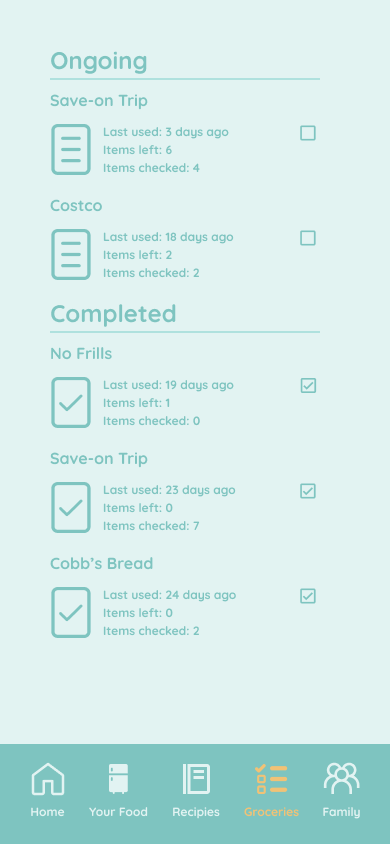 Ongoing
Save-on Trip
Last used: 3 days ago
Items left: 6
Items checked: 4
Costco
Last used: 18 days ago
Items left: 2
Items checked: 2
Completed
No Frills
Last used: 19 days ago
Items left: 1
Items checked: 0
Save-on Trip
Last used: 23 days ago
Items left: 0
Items checked: 7
Cobb's Bread
Last used: 24 days ago
Items left: 0
Items checked: 2
Home Your Food Recipies Groceries Family